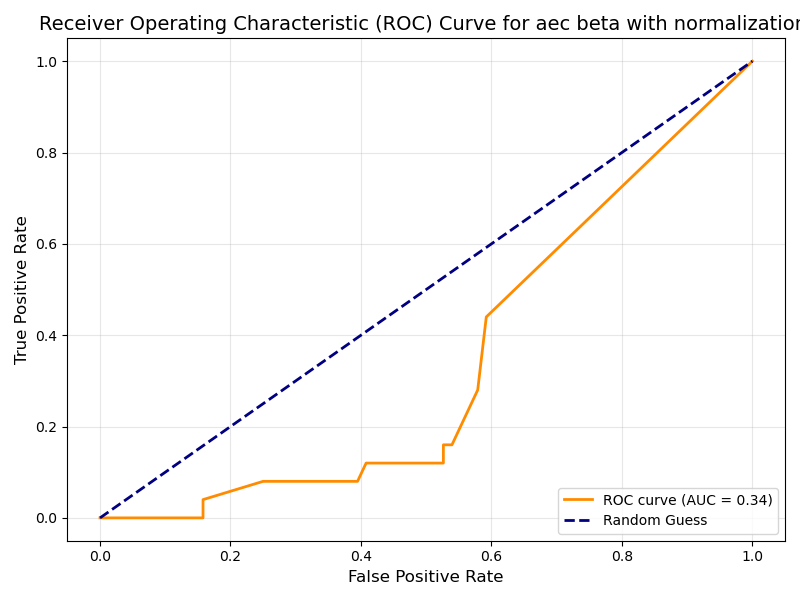 Receiver Operating Characteristic (ROC) Curve for aec beta with normalization
1.0
0.8
0.6
0.4
0.2
0.0
True Positive Rate
0.0 0.2 0.4 0.6 0.8 1.0
False Positive Rate
ROC curve (AUC = 0.34)
Random Guess